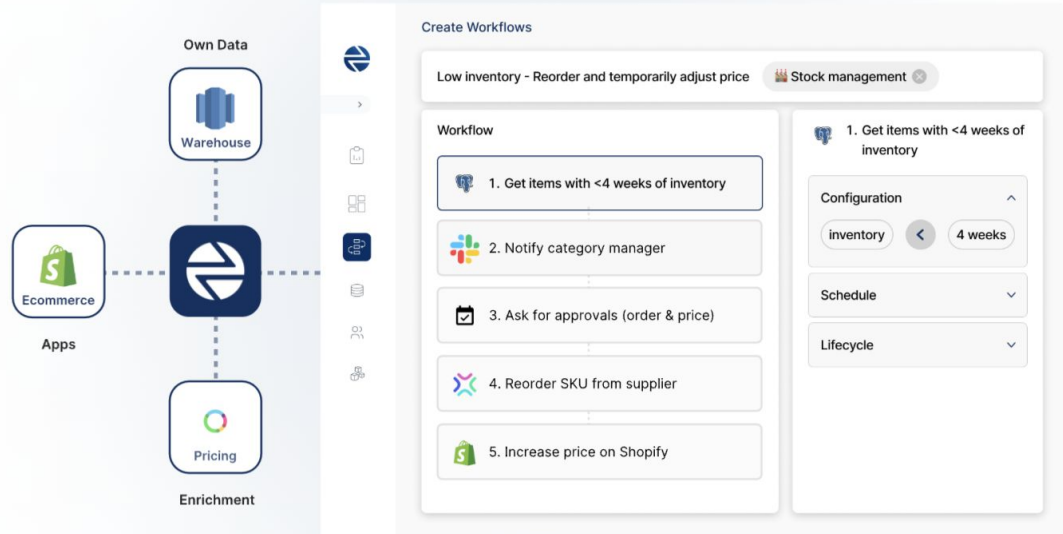 Own Data
Warehouse
Ecommerce
Apps
Pricing
Enrichment
Create Workflows
Low inventory - Reorder and temporarily adjust price
Stock management
Workflow
1. Get items with <4 weeks of inventory
2. Notify category manager
3. Ask for approvals (order & price)
4. Reorder SKU from supplier
5. Increase price on Shopify
1. Get items with <4 weeks of
inventory
Configuration
inventory < 4 weeks
Schedule
Lifecycle